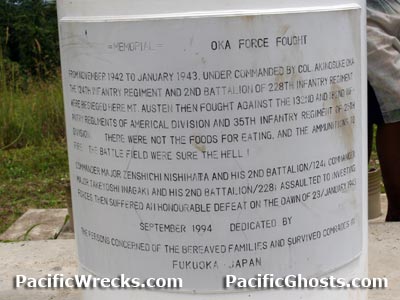 =MEMORIAL= OKA FORCE FOUGHT
FROM NOVEMBER 1942 TO JANUARY 1943, UNDER COMMANDED BY COL. AKINOSUKE OKA
THE 124TH INFANTRY REGIMENT AND 2ND BATTALION OF 228TH INFANTRY REGIMENT
WERE BESIEGED HERE MT. AUSTEN THEN FOUGHT AGAINST THE 132ND AND 182ND IN-
FANTRY REGIMENTS OF AMERICAL DIVISION AND 35TH INFANTRY REGIMENT OF 25TH
DIVISION. THERE WERE NOT THE FOODS FOR EATING, AND THE AMMUNITIONS TO
FIRE. THE BATTLE FIELD WERE SURE THE HELL!
COMMANDER MAJOR ZENSHICHI NISHIHATA AND HIS 2ND BATTALION/124, COMMANDER
MAJOR TAKEYOSHI INAGAKI AND HIS 2ND BATTALION/228, ASSAULTED TO INVESTING
FORCES THEN SUFFERED AN HONOURABLE DEFEAT ON THE DAWN OF 23/JANUARY/1943
SEPTEMBER 1994 DEDICATED BY
THE PERSONS CONCERNED OF THE BEREAVED FAMILIES AND SURVIVED COMRADES IN
FUKUOKA JAPAN
PacificWrecks.com PacificGhosts.com